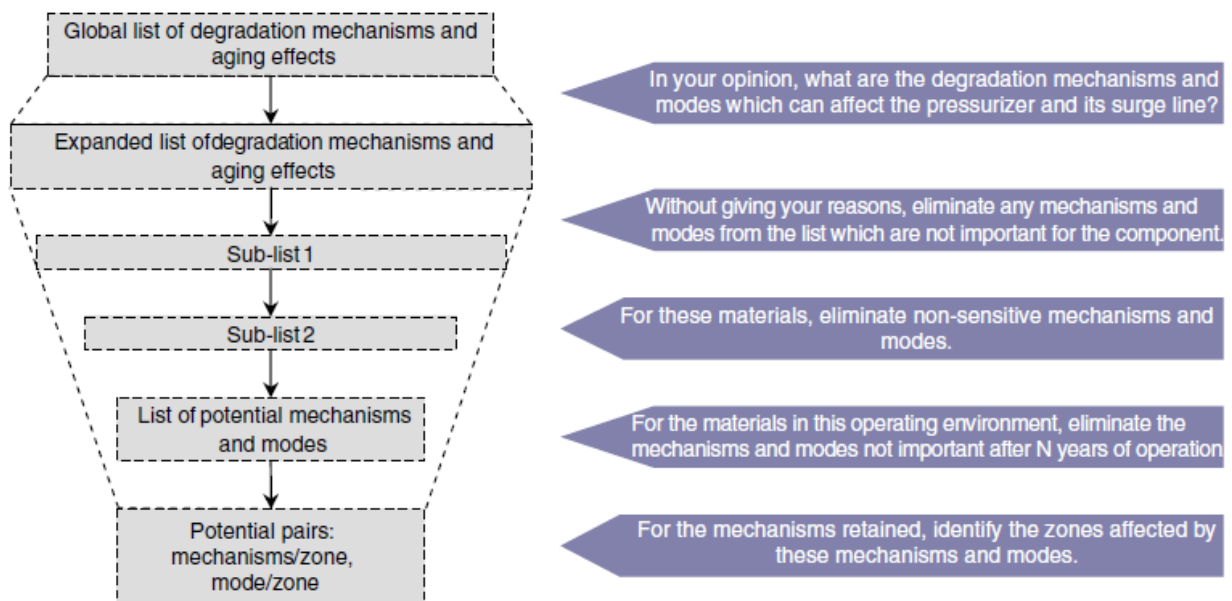 Global list of degradation mechanisms and
aging effects
In your opinion, what are the degradation mechanisms and
modes which can affect the pressurizer and its surge line?
Expanded list of degradation mechanisms and
aging effects
Without giving your reasons, eliminate any mechanisms and
modes from the list which are not important for the component.
Sub-list 1
For these materials, eliminate non-sensitive mechanisms and
modes.
Sub-list 2
List of potential mechanisms
and modes
For the materials in this operating environment, eliminate the
mechanisms and modes not important after N years of operation
Potential pairs:
mechanisms/zone,
mode/zone
For the mechanisms retained, identify the zones affected by
these mechanisms and modes.